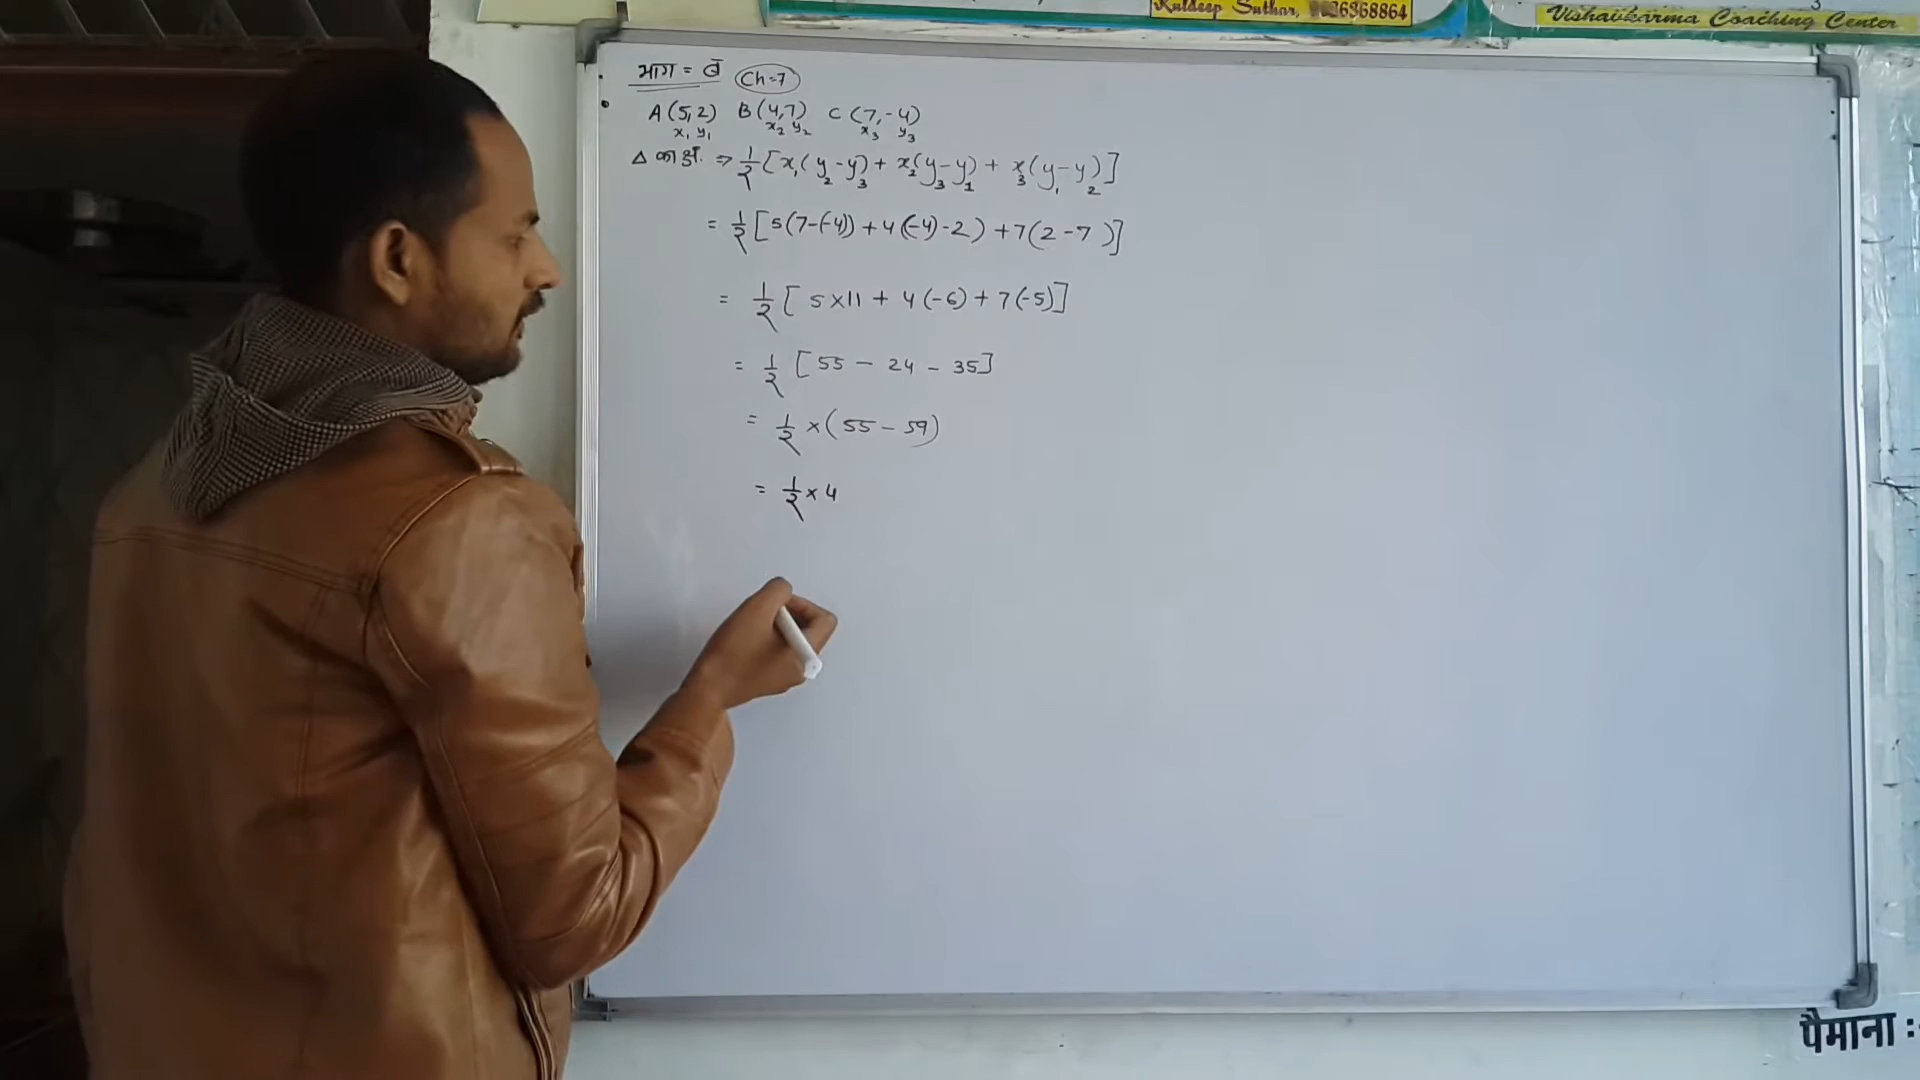 Kuldeep Suthar,
Vishavkarma Coaching Center
भाग = ब Ch-7
A(5,2) B(4,7) C(7,-4)
x₁ y₁ x₂ y₂ x₃ y₃
Δ का क्षे. ⇒ 1/2 [x₁(y₂-y₃) + x₂(y₃-y₁) + x₃(y₁-y₂)]
= 1/2 [5(7-(-4)) + 4((-4)-2) + 7(2-7)]
= 1/2 [5×11 + 4(-6) + 7(-5)]
= 1/2 [55 - 24 - 35]
= 1/2 × (55 - 59)
= 1/2 × 4
पैमाना :